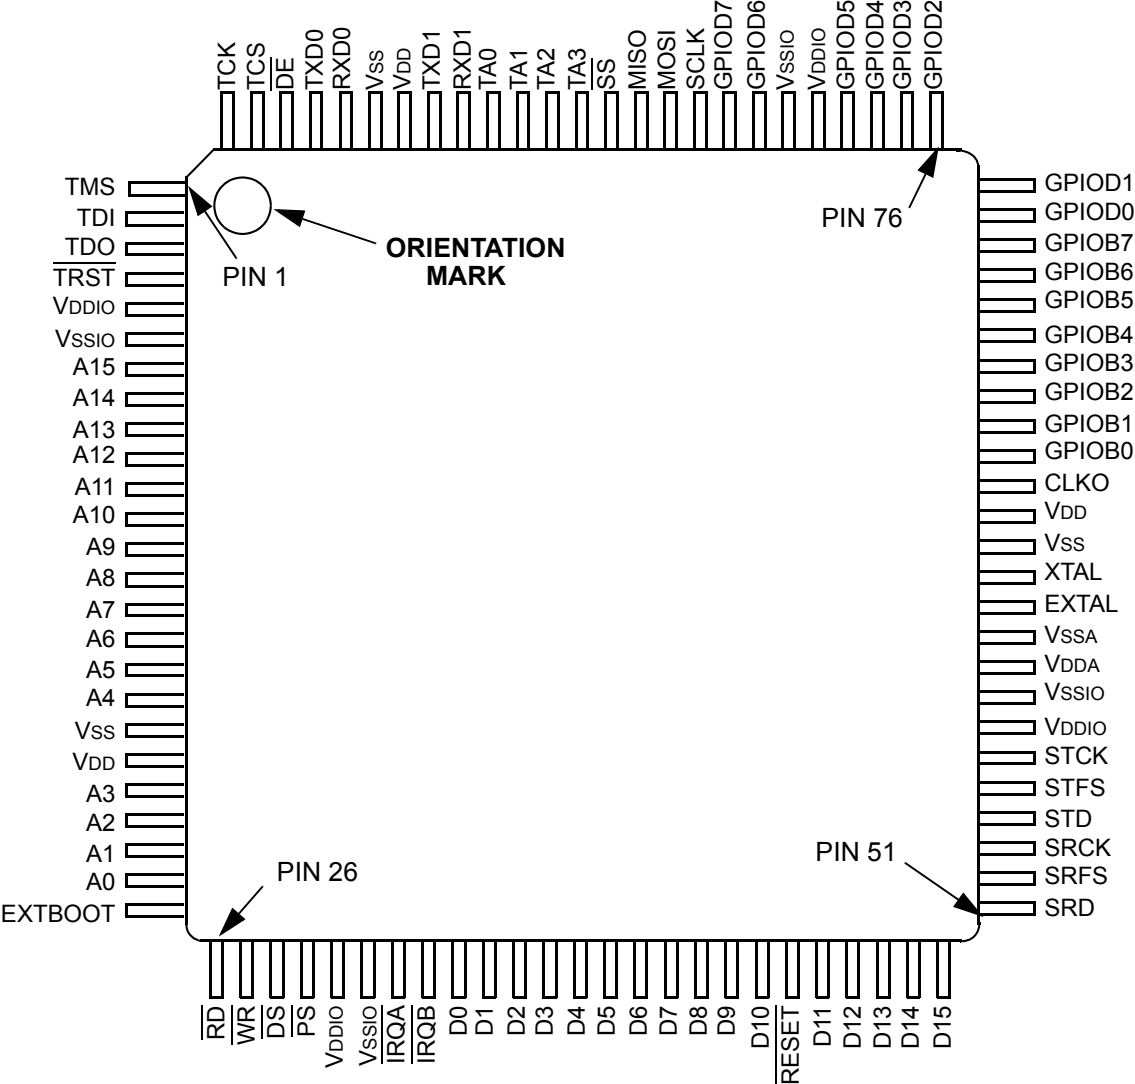 TCK
TCS
DE
TXD0
RXD0
VSS
VDD
TXD1
RXD1
TA0
TA1
TA2
TA3
SS
MISO
MOSI
SCLK
GPIOD7
GPIOD6
VSSIO
VDDIO
GPIOD5
GPIOD4
GPIOD3
GPIOD2
TMS
TDI
TDO
TRST
VDDIO
VSSIO
A15
A14
A13
A12
A11
A10
A9
A8
A7
A6
A5
A4
VSS
VDD
A3
A2
A1
A0
EXTBOOT
PIN 1
ORIENTATION
MARK
PIN 76
PIN 26
PIN 51
GPIOD1
GPIOD0
GPIOB7
GPIOB6
GPIOB5
GPIOB4
GPIOB3
GPIOB2
GPIOB1
GPIOB0
CLKO
VDD
VSS
XTAL
EXTAL
VSSA
VDDA
VSSIO
VDDIO
STCK
STFS
STD
SRCK
SRFS
SRD
RD
WR
DS
PS
VDDIO
VSSIO
IRQA
IRQB
D0
D1
D2
D3
D4
D5
D6
D7
D8
D9
D10
RESET
D11
D12
D13
D14
D15